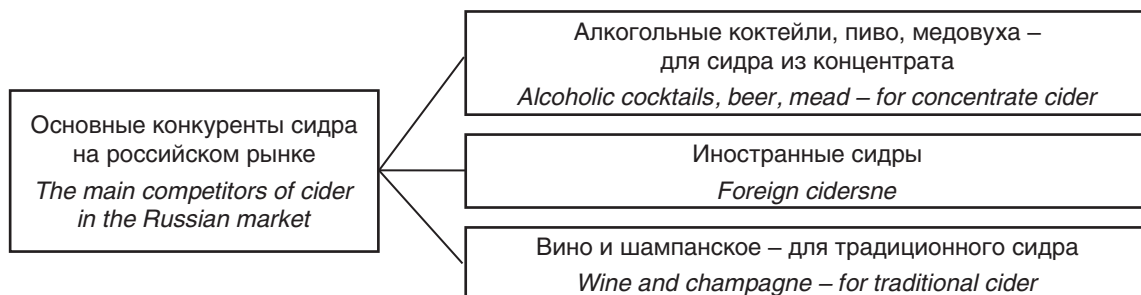 Основные конкуренты сидра
на российском рынке
The main competitors of cider
in the Russian market
Алкогольные коктейли, пиво, медовуха –
для сидра из концентрата
Alcoholic cocktails, beer, mead – for concentrate cider
Иностранные сидры
Foreign cidersne
Вино и шампанское – для традиционного сидра
Wine and champagne – for traditional cider